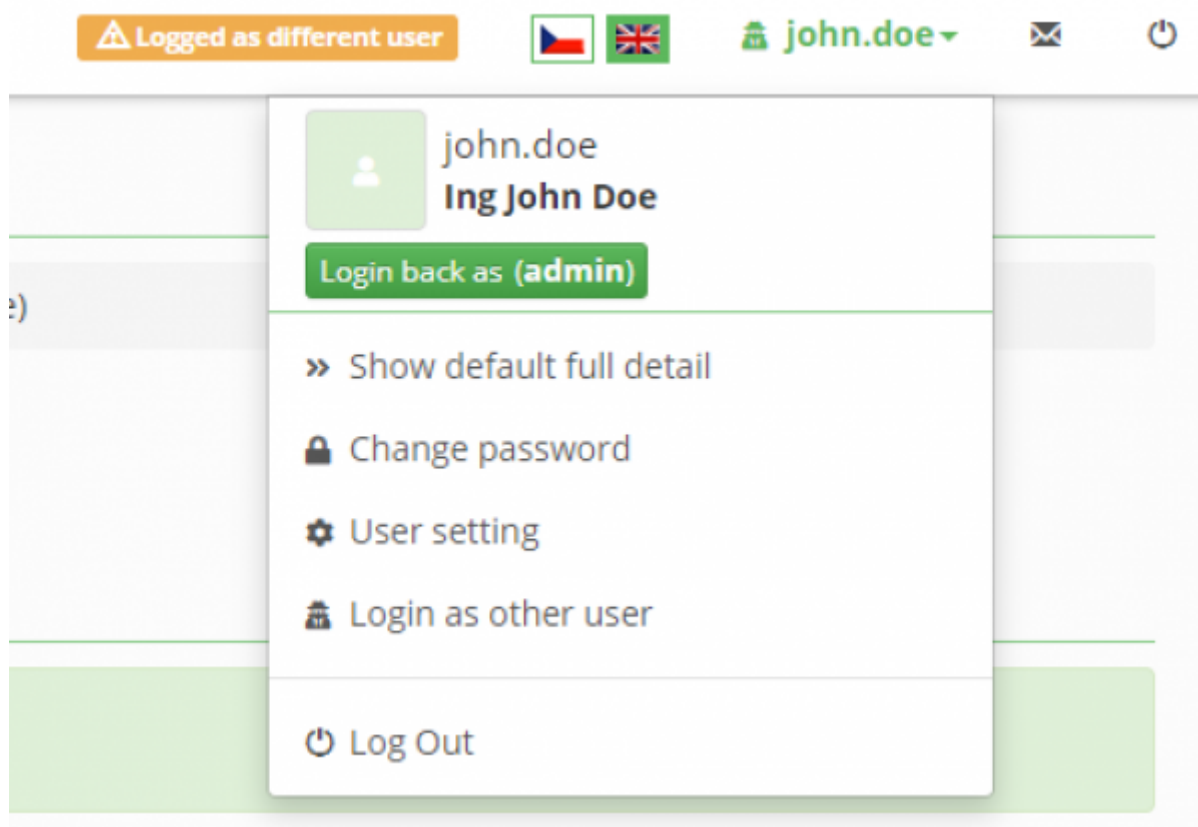 Logged as different user
john.doe
john.doe
Ing John Doe
Login back as (admin)
e)
Show default full detail
Change password
User setting
Login as other user
Log Out